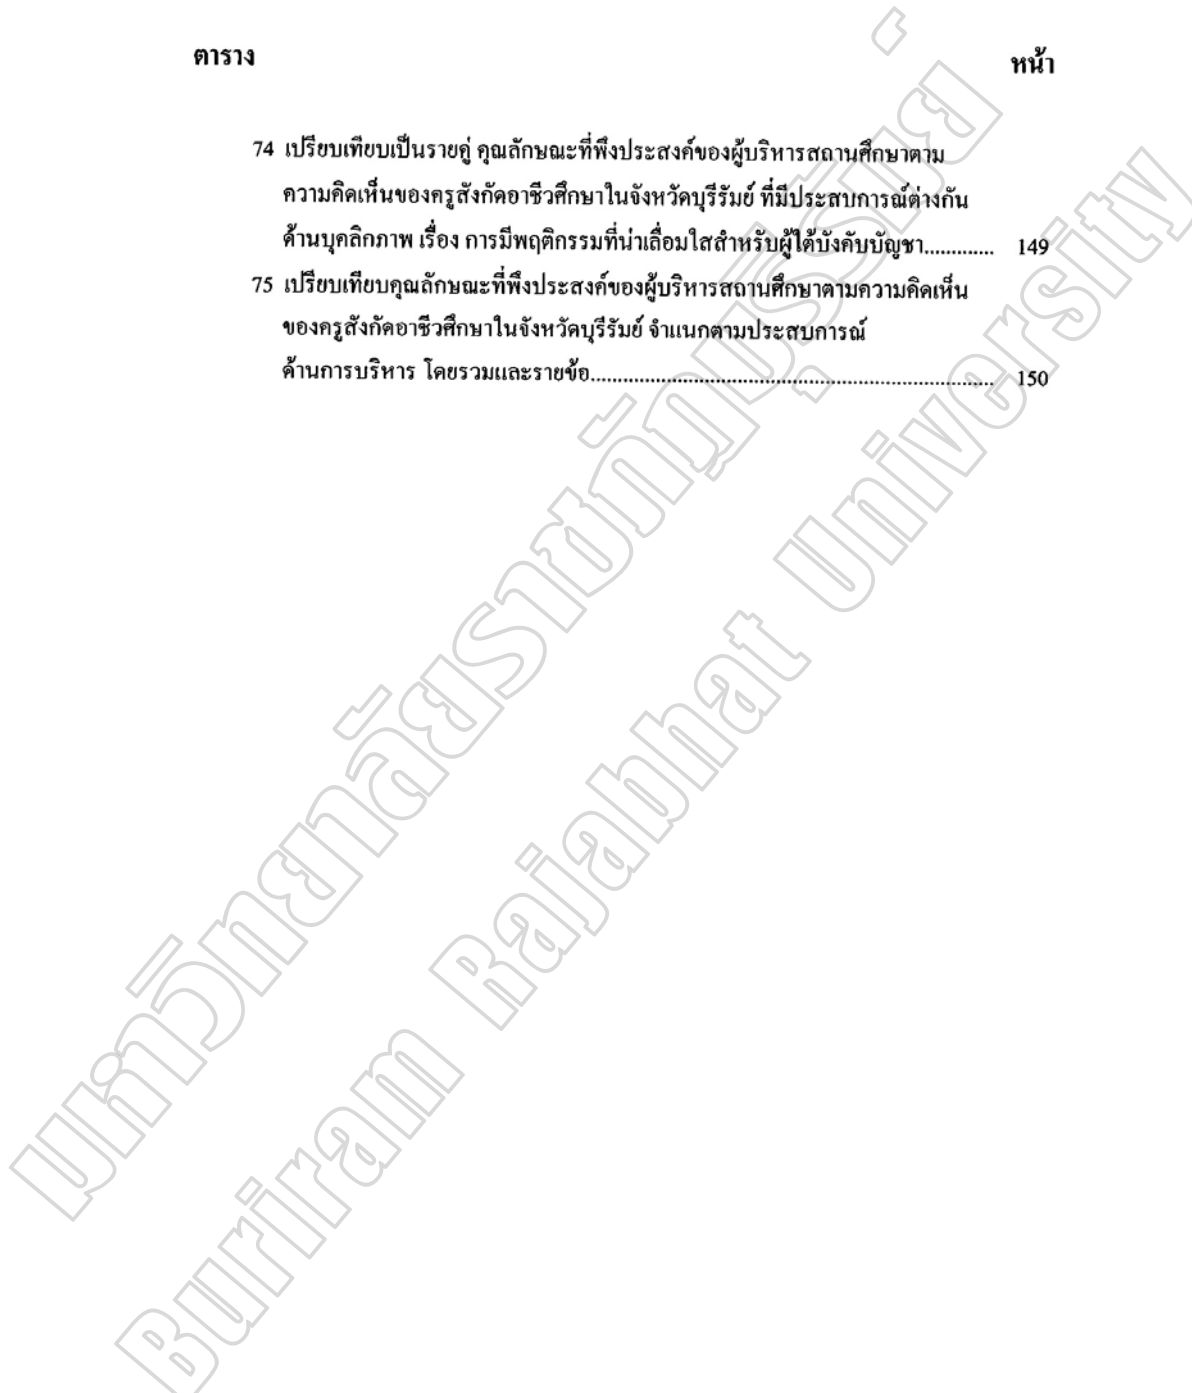 ตาราง หน้า
74 เปรียบเทียบเป็นรายคู่ คุณลักษณะที่พึงประสงค์ของผู้บริหารสถานศึกษาตาม
ความคิดเห็นของครูสังกัดอาชีวศึกษาในจังหวัดบุรีรัมย์ ที่มีประสบการณ์ต่างกัน
ด้านบุคลิกภาพ เรื่อง การมีพฤติกรรมที่น่าเลื่อมใสสำหรับผู้ใต้บังคับบัญชา............. 149
75 เปรียบเทียบคุณลักษณะที่พึงประสงค์ของผู้บริหารสถานศึกษาตามความคิดเห็น
ของครูสังกัดอาชีวศึกษาในจังหวัดบุรีรัมย์ จำแนกตามประสบการณ์
ด้านการบริหาร โดยรวมและรายข้อ......................................................................... 150
มหาวิทยาลัยราชภัฏบุรีรัมย์
Buriram Rajabhat University